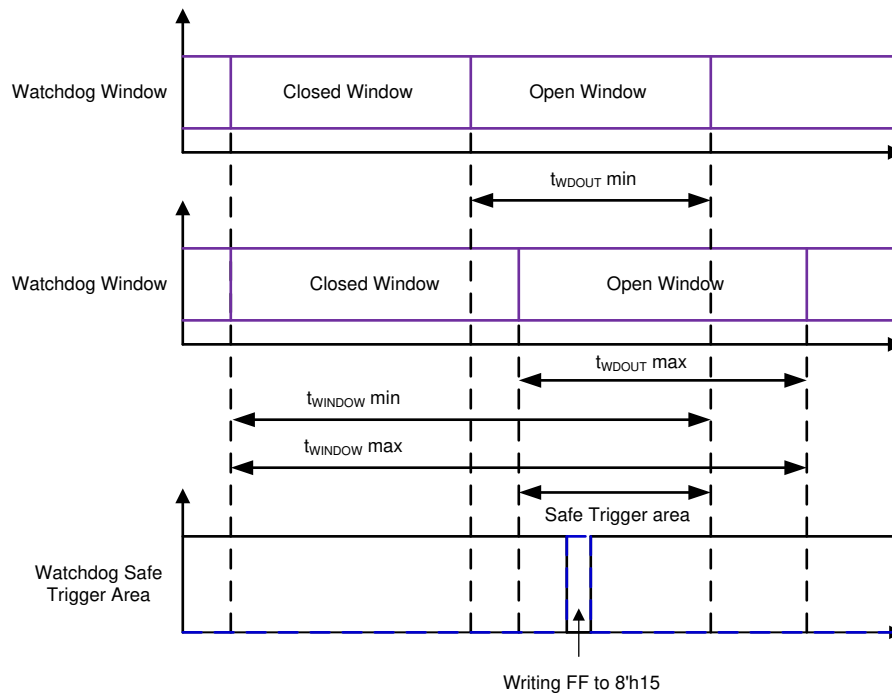 Watchdog Window
Closed Window
Open Window
tWDOUT min
Watchdog Window
Closed Window
Open Window
tWDOUT max
tWINDOW min
tWINDOW max
Safe Trigger area
Watchdog Safe
Trigger Area
Writing FF to 8'h15